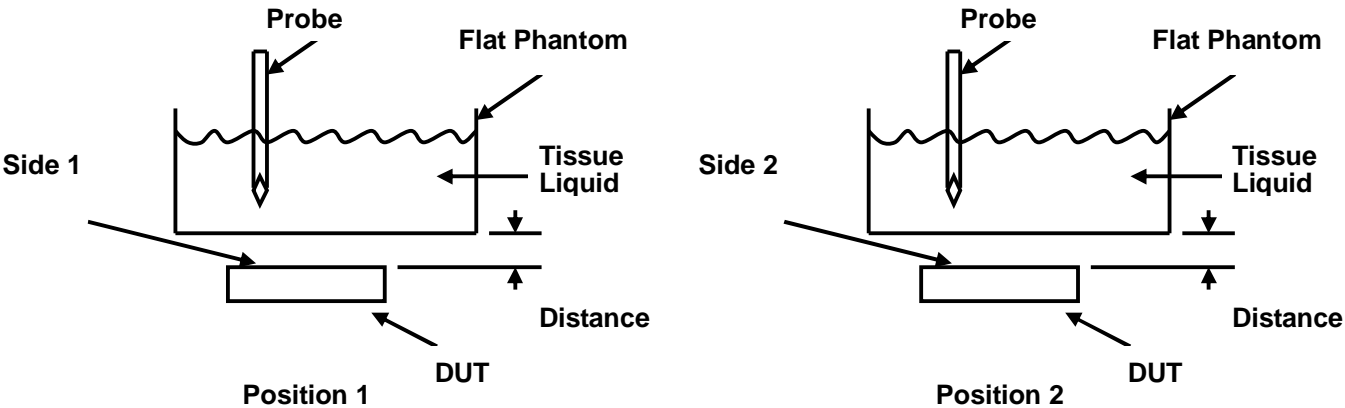 Probe
Flat Phantom
Side 1
Tissue
Liquid
Distance
DUT
Position 1
Probe
Flat Phantom
Side 2
Tissue
Liquid
Distance
DUT
Position 2